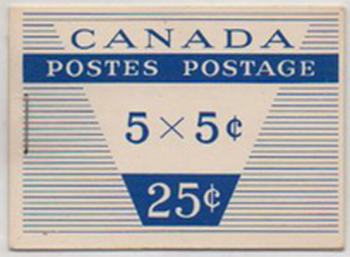 CANADA
POSTES POSTAGE
5 × 5¢
25¢